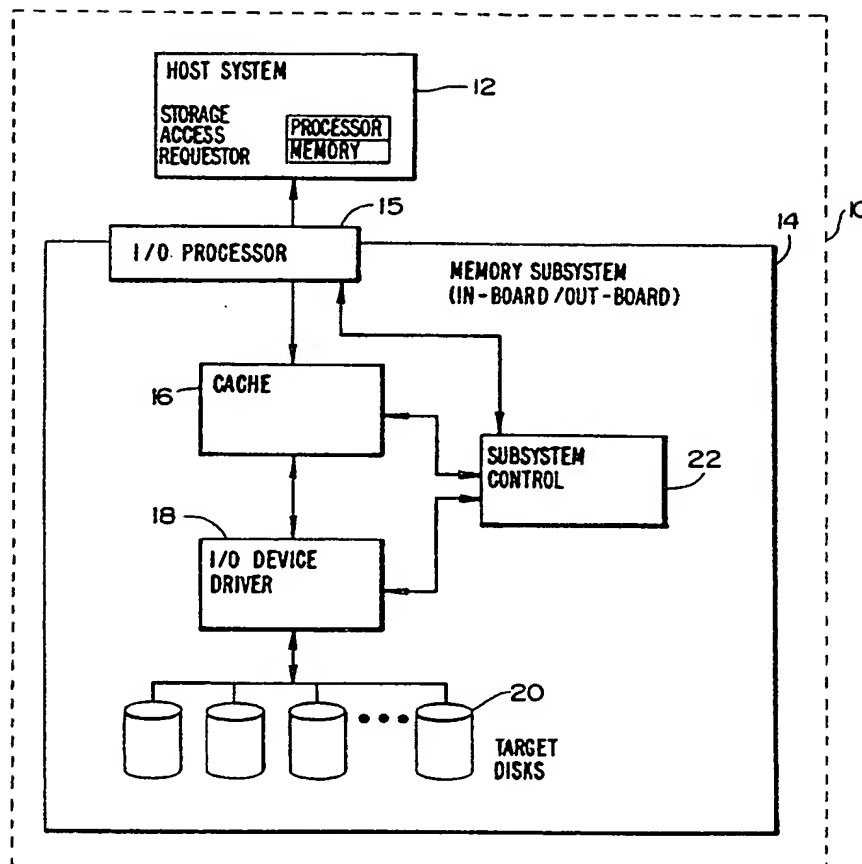 HOST SYSTEM
12
STORAGE
ACCESS
REQUESTOR
PROCESSOR
MEMORY
15
10
14
I/O PROCESSOR
MEMORY SUBSYSTEM
(IN-BOARD/OUT-BOARD)
16
CACHE
SUBSYSTEM
CONTROL
22
18
I/O DEVICE
DRIVER
20
TARGET
DISKS